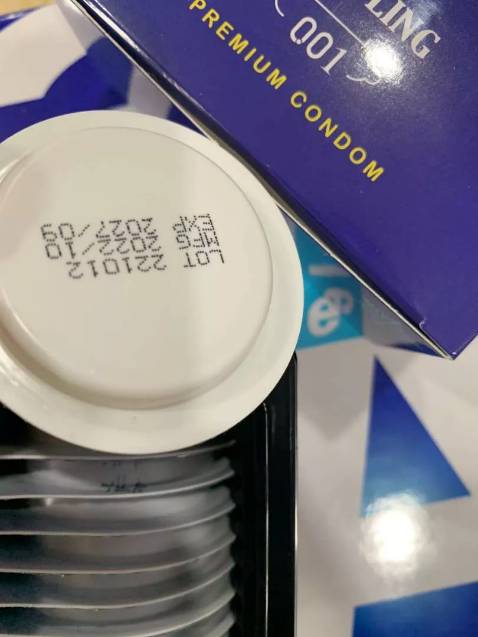 LING
001
PREMIUM CONDOM
LOT 221012
MFG 2022/10
EXP 2027/09